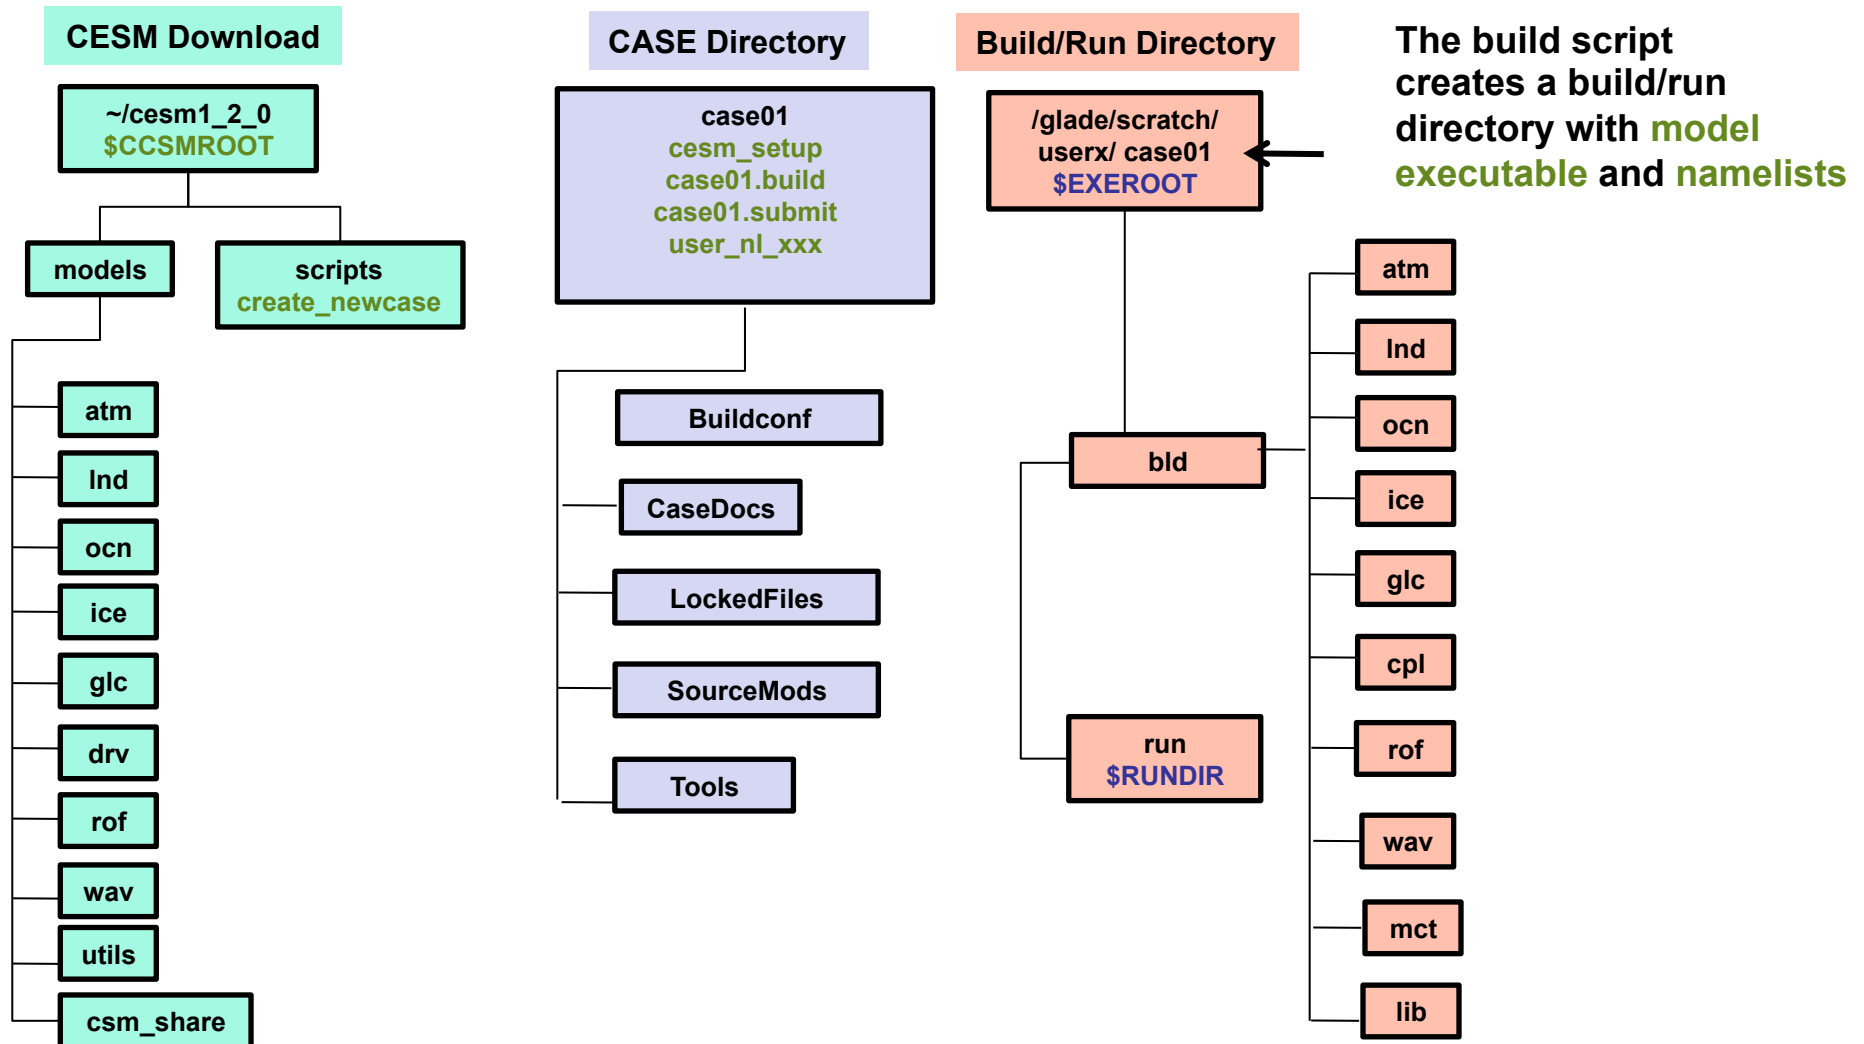 CESM Download
~/cesm1_2_0
$CCSMROOT
models
scripts
create_newcase
atm
lnd
ocn
ice
glc
drv
rof
wav
utils
csm_share
CASE Directory
case01
cesm_setup
case01.build
case01.submit
user_nl_xxx
Buildconf
CaseDocs
LockedFiles
SourceMods
Tools
Build/Run Directory
/glade/scratch/
userx/ case01
$EXEROOT
bld
run
$RUNDIR
atm
lnd
ocn
ice
glc
cpl
rof
wav
mct
lib
The build script
creates a build/run
directory with model
executable and namelists